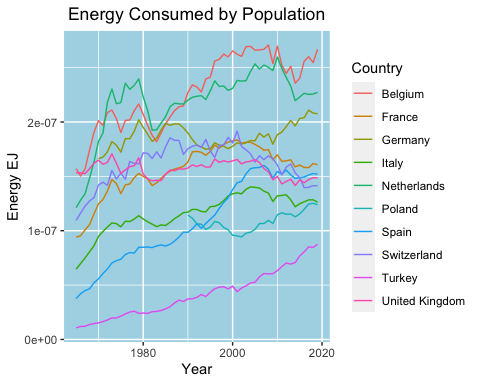 Energy Consumed by Population
Energy EJ
2e-07
1e-07
0e+00
1980
2000
2020
Year
Country
Belgium
France
Germany
Italy
Netherlands
Poland
Spain
Switzerland
Turkey
United Kingdom